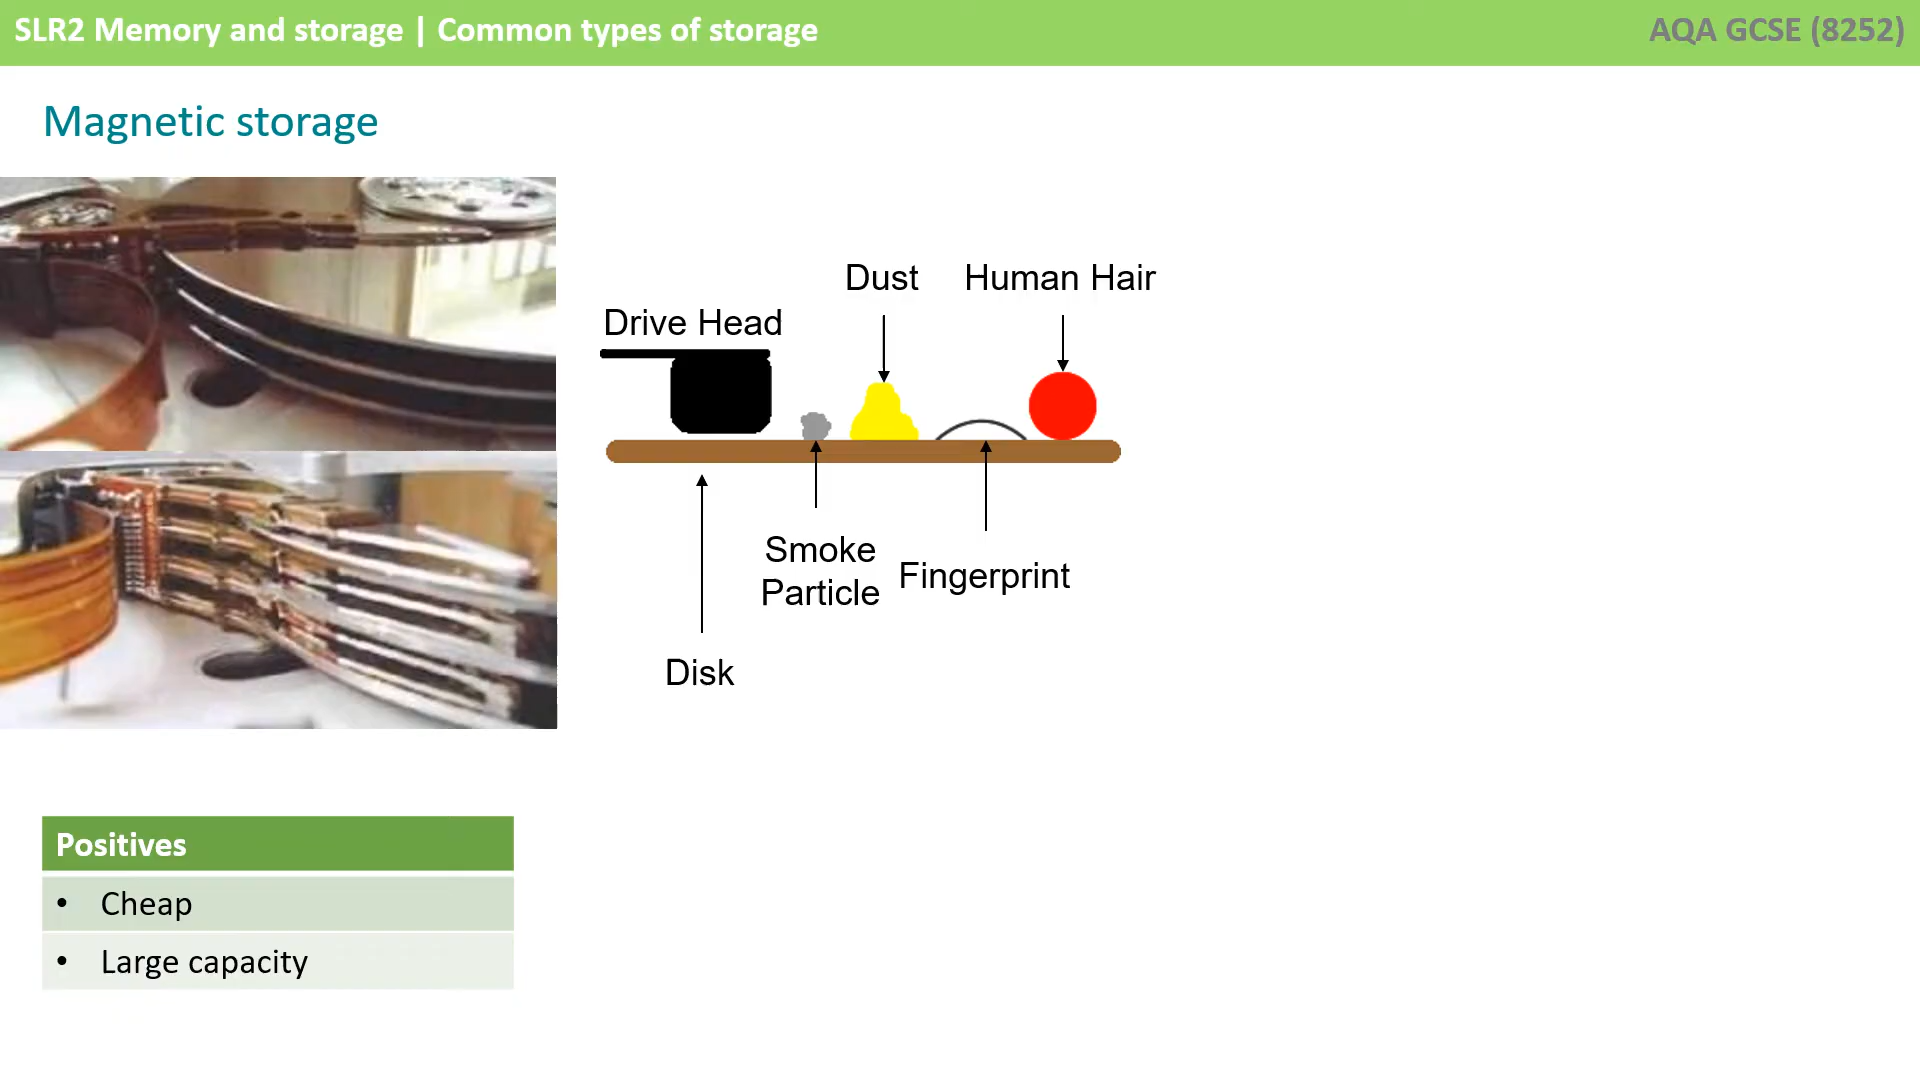 SLR2 Memory and storage | Common types of storage
AQA GCSE (8252)
Magnetic storage
Dust
Human Hair
Drive Head
Smoke
Particle
Fingerprint
Disk
Positives
• Cheap
• Large capacity